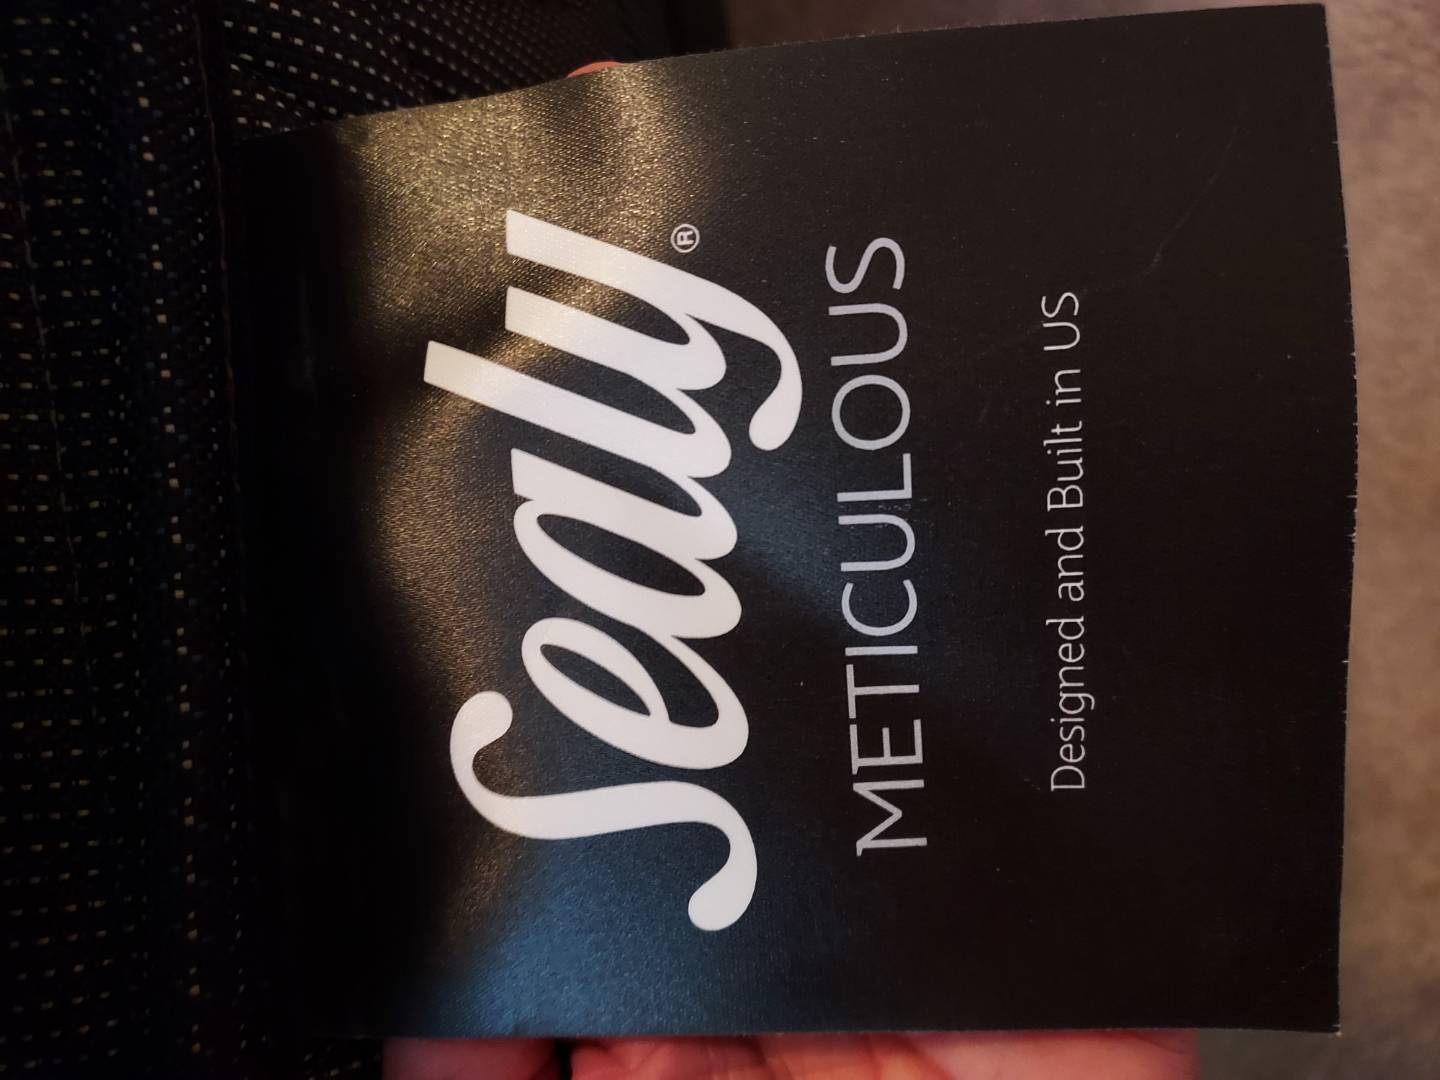 Sealy®
METICULOUS
Designed and Built in US